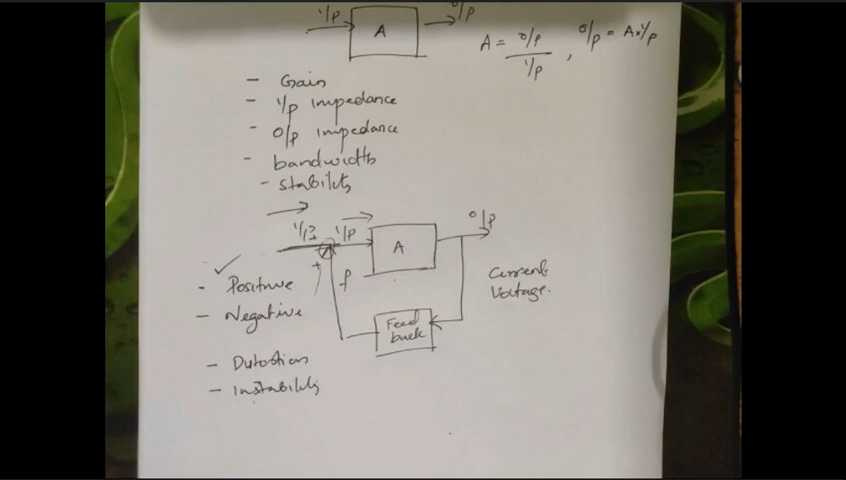 I/P A O/P
A = O/P / I/P , O/P = A x I/P
- Gain
- I/P impedance
- O/P impedance
- bandwidth
- stability
I/P + I/P A O/P
+
- Positive
- Negative
f
Current
Voltage.
Feed
back
- Distortion
- Instability